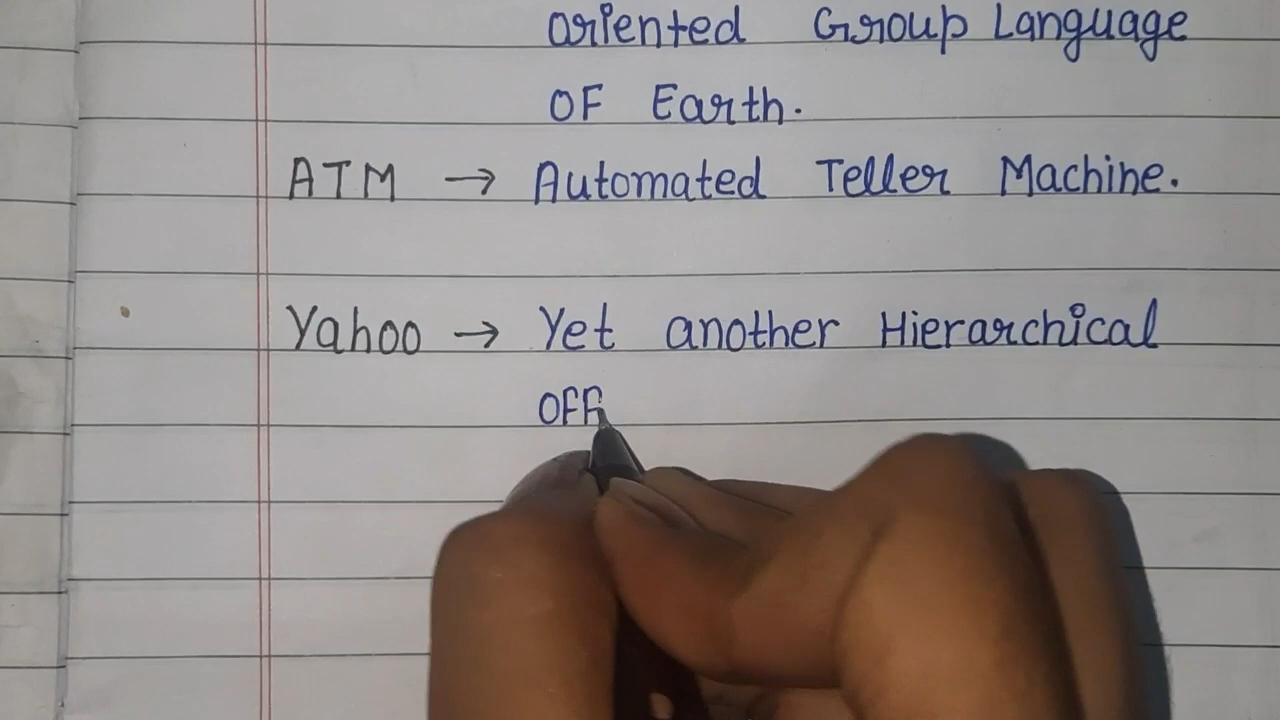 oriented Group Language
OF Earth.
ATM → Automated Teller Machine.
Yahoo → Yet another Hierarchical
OFF